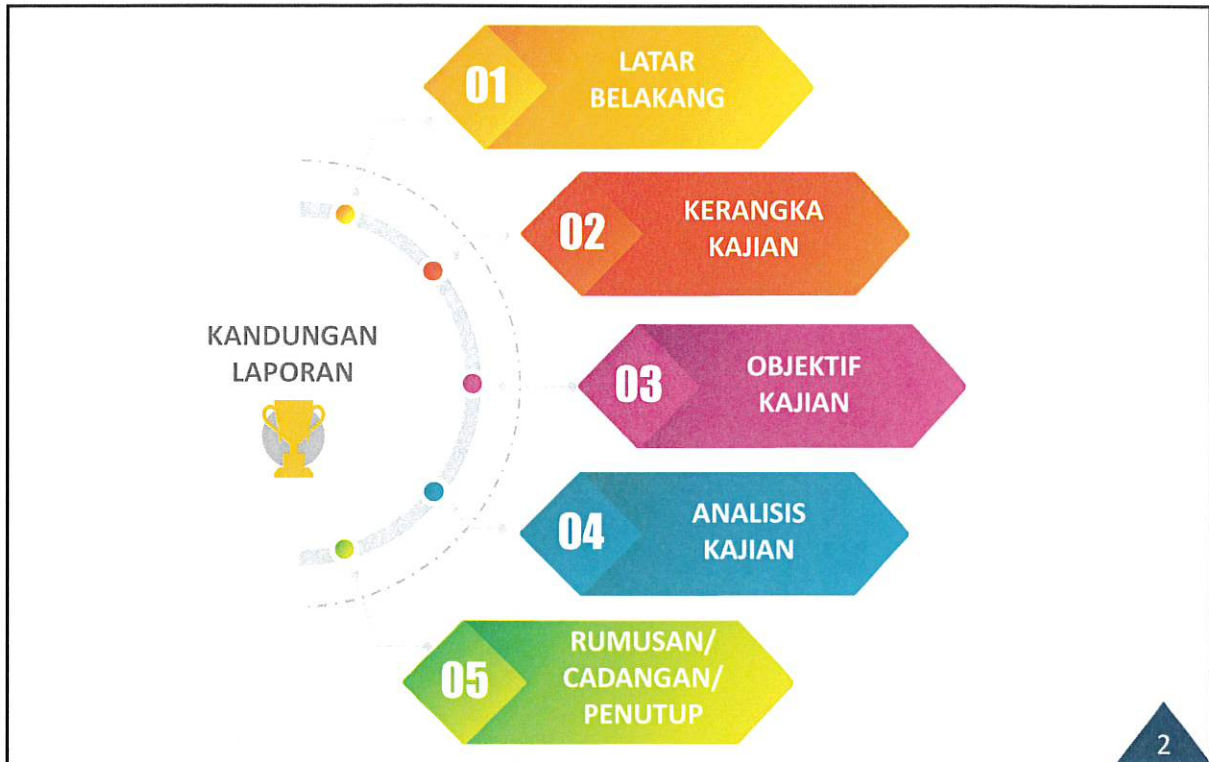 KANDUNGAN
LAPORAN
01
LATAR
BELAKANG
02
KERANGKA
KAJIAN
03
OBJEKTIF
KAJIAN
04
ANALISIS
KAJIAN
05
RUMUSAN/
CADANGAN/
PENUTUP
2